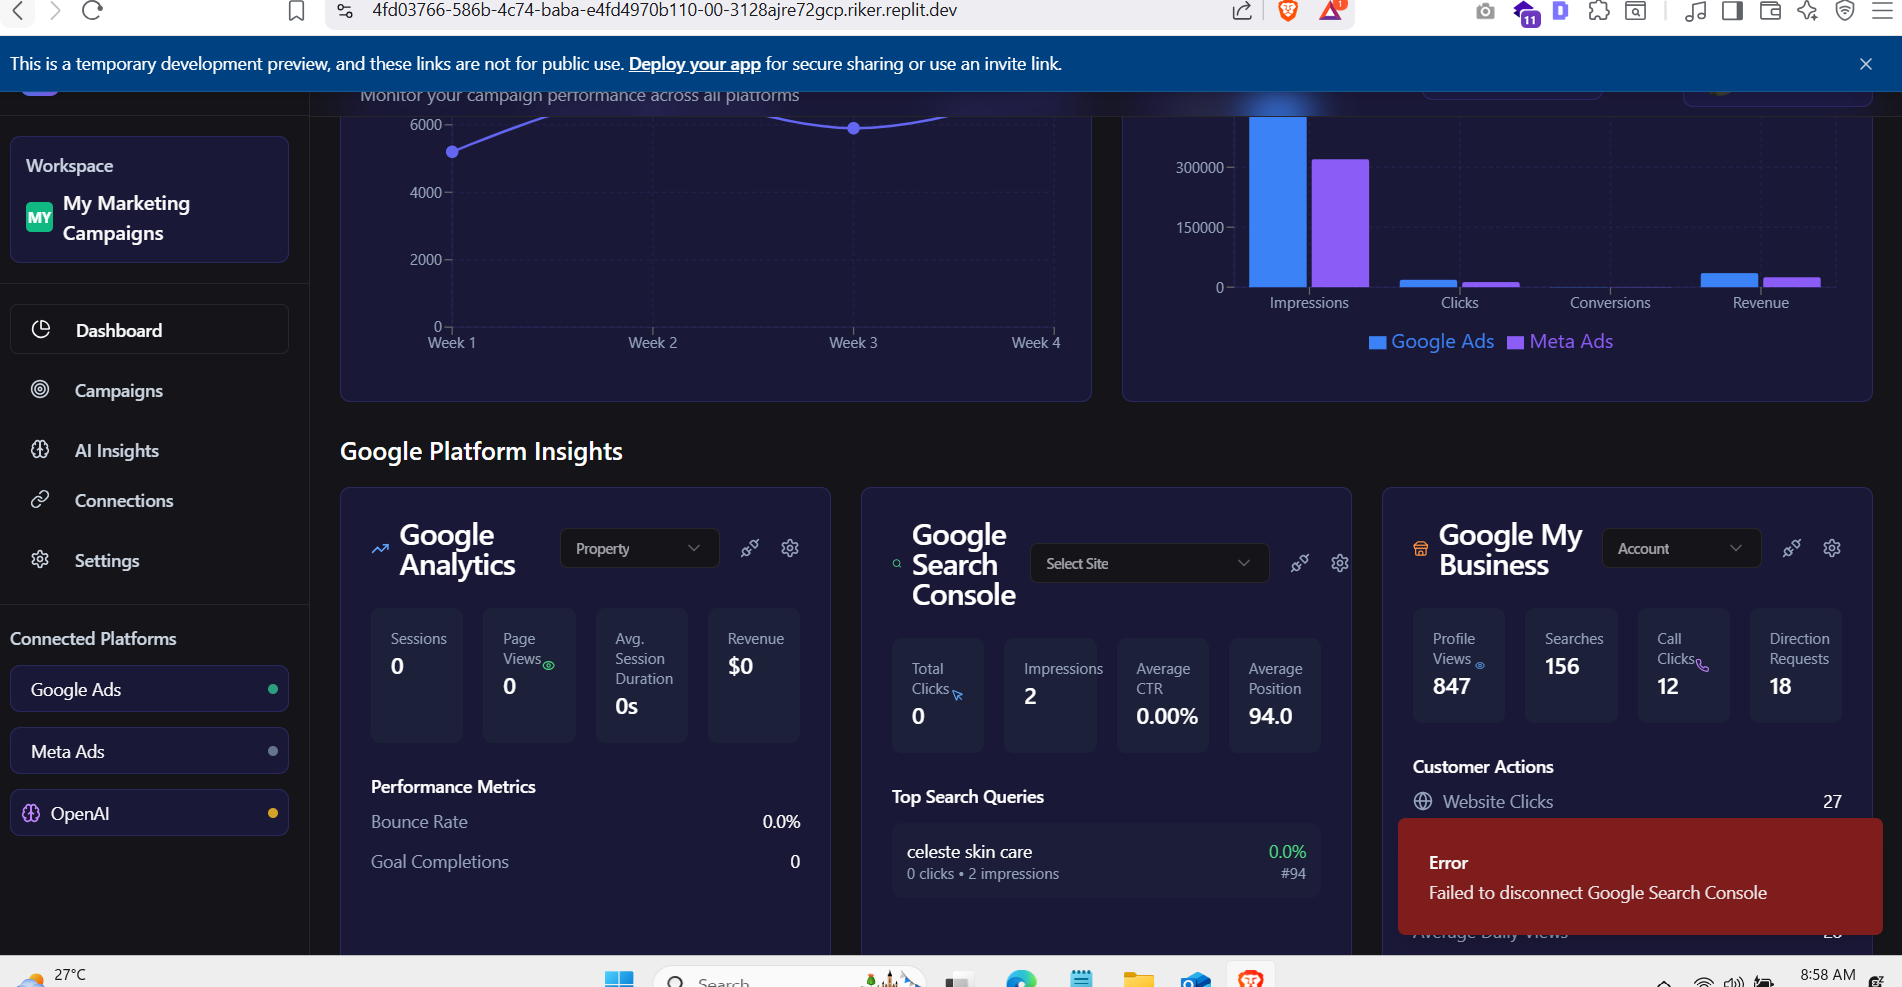 4fd03766-586b-4c74-baba-e4fd4970b110-00-3128ajre72gcp.riker.replit.dev
1
11
This is a temporary development preview, and these links are not for public use. Deploy your app for secure sharing or use an invite link.
Monitor your campaign performance across all platforms
Workspace
MY
My Marketing
Campaigns
Dashboard
Campaigns
AI Insights
Connections
Settings
Connected Platforms
Google Ads
Meta Ads
OpenAI
6000
4000
2000
0
Week 1
Week 2
Week 3
Week 4
300000
150000
0
Impressions
Clicks
Conversions
Revenue
Google Ads
Meta Ads
Google Platform Insights
Google
Analytics
Property
Sessions
0
Page
Views
0
Avg.
Session
Duration
0s
Revenue
$0
Performance Metrics
Bounce Rate
0.0%
Goal Completions
0
Google
Search
Console
Select Site
Total
Clicks
0
Impressions
2
Average
CTR
0.00%
Average
Position
94.0
Top Search Queries
celeste skin care
0.0%
0 clicks • 2 impressions
#94
Google My
Business
Account
Profile
Views
847
Searches
156
Call
Clicks
12
Direction
Requests
18
Customer Actions
Website Clicks
27
Error
Failed to disconnect Google Search Console
Average Daily Views
27°C
Search
8:58 AM